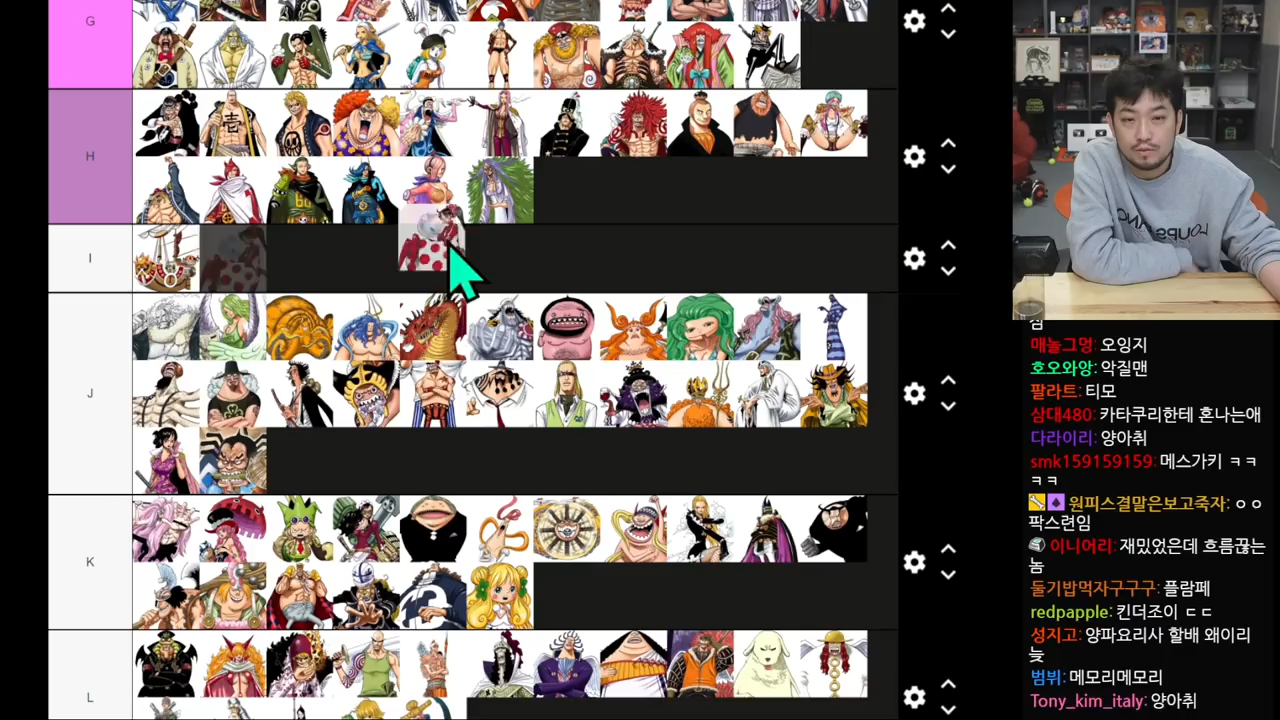 G
H
I
J
K
L
매놀그멍: 오잉지
호오와앙: 악질맨
팔라트: 티모
삼대480: 카타쿠리한테 혼나는애
다라이리: 양아취
smk159159159: 메스가키 ㅋㅋ
ㅋㅋ
원피스결말은보고죽자: ㅇㅇ
팍스련임
이니어리: 재밌었은데 흐름끊는
놈
둘기밥먹자구구구: 플람페
redpapple: 킨더조이 ㄷㄷ
성지고: 양파요리사 할배 왜이리
늦
범뷔: 메모리메모리
Tony_kim_italy: 양아취